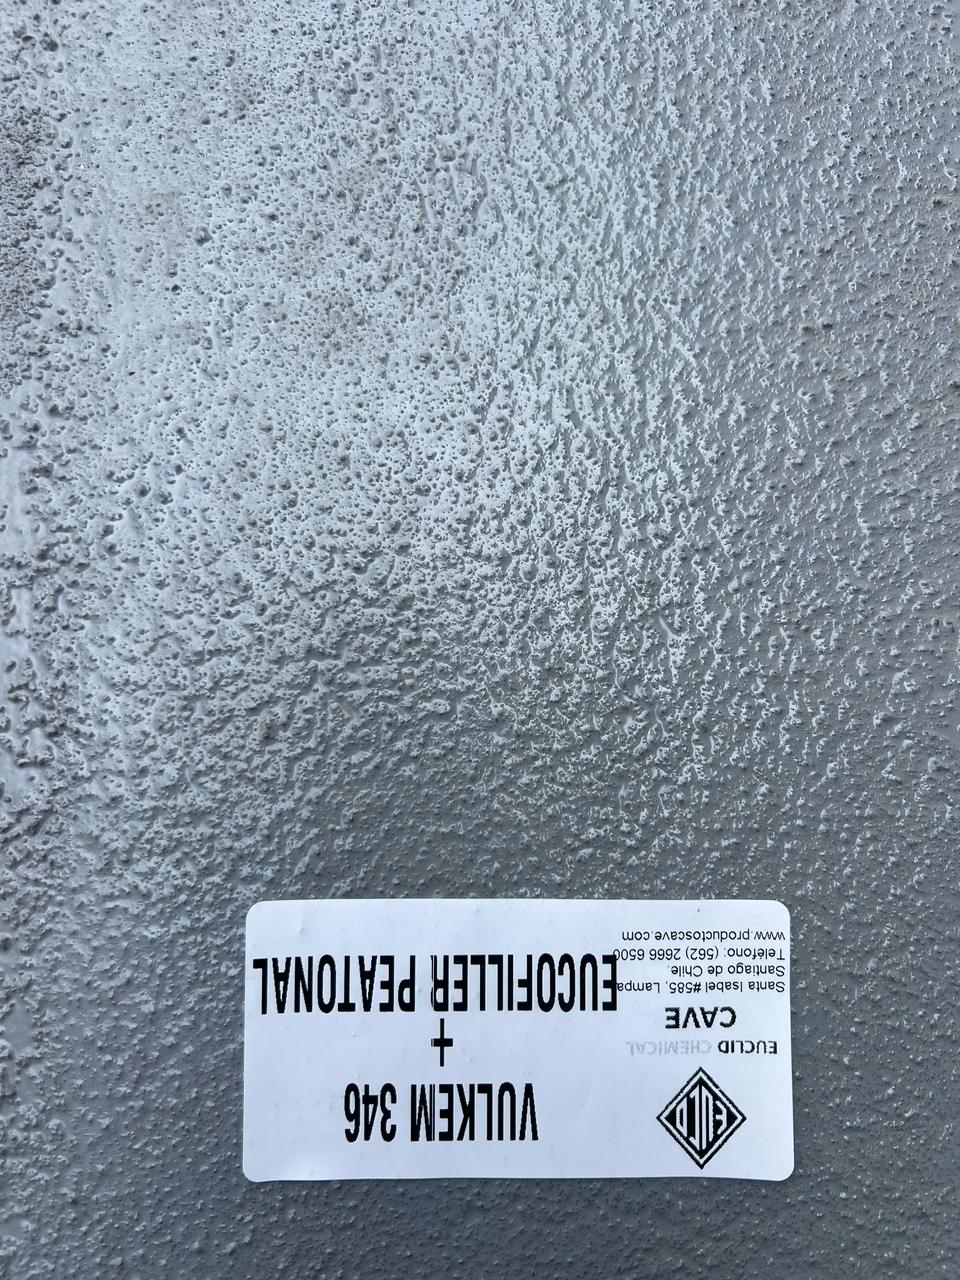 EUCO
EUCLID CHEMICAL
CAVE
Santa Isabel #585, Lampa
Santiago de Chile.
Teléfono: (562) 2666 6500
www.productoscave.com
VULKEM 346
+
EUCOFILLER PEATONAL